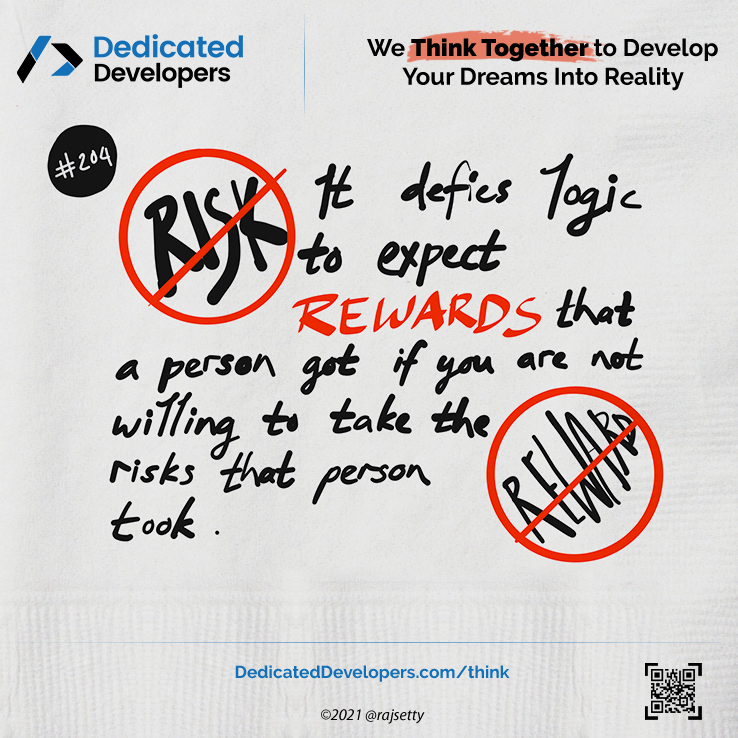 Dedicated
Developers
We Think Together to Develop
Your Dreams Into Reality
#204
RISK
It defies logic
to expect
REWARDS that
a person got if you are not
willing to take the
REWARD
risks that person
took.
DedicatedDevelopers.com/think
©2021 @rajsetty